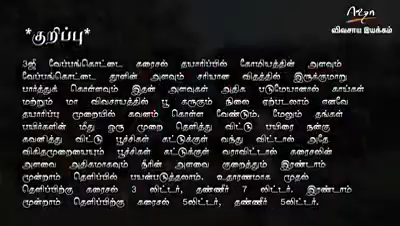 விவசாய இயக்கம்
*குறிப்பு*
3ஜி வேப்பங்கொட்டை கரைசல் தயாரிப்பில் கோமியத்தின் அளவும்
வேப்பங்கொட்டை தூளின் அளவும் சரியான விதத்தில் இருக்குமாறு
பார்த்துக் கொள்ளவும் இதன் அளவுகள் அதிக படுமேயானால் காய்கள்
மற்றும் மா விவசாயத்தில் பூ கருகும் நிலை ஏற்படலாம் எனவே
தயாரிப்பு முறையில் கவனம் கொள்ள வேண்டும், மேலும் தங்கள்
பயிர்களின் மீது ஒரு முறை தெளித்து விட்டு பயிரை நன்கு
கவனித்து விட்டு பூச்சிகள் கட்டுக்குள் வந்து விட்டால் அதே
விகிதமுறையையும் பூச்சிகள் கட்டுக்குள் வராவிட்டால் கரைசலின்
அளவை அதிகமாகவும் நீரின் அளவை குறைத்தும் இரண்டாம்
மூன்றாம் தெளிப்பில் பயன்படுத்தலாம். உதாரணமாக முதல்
தெளிப்பிற்கு கரைசல் 3 லிட்டர், தண்ணீர் 7 லிட்டர். இரண்டாம்
மூன்றாம் தெளிப்பிற்கு கரைசல் 5லிட்டர், தண்ணீர் 5லிட்டர்.